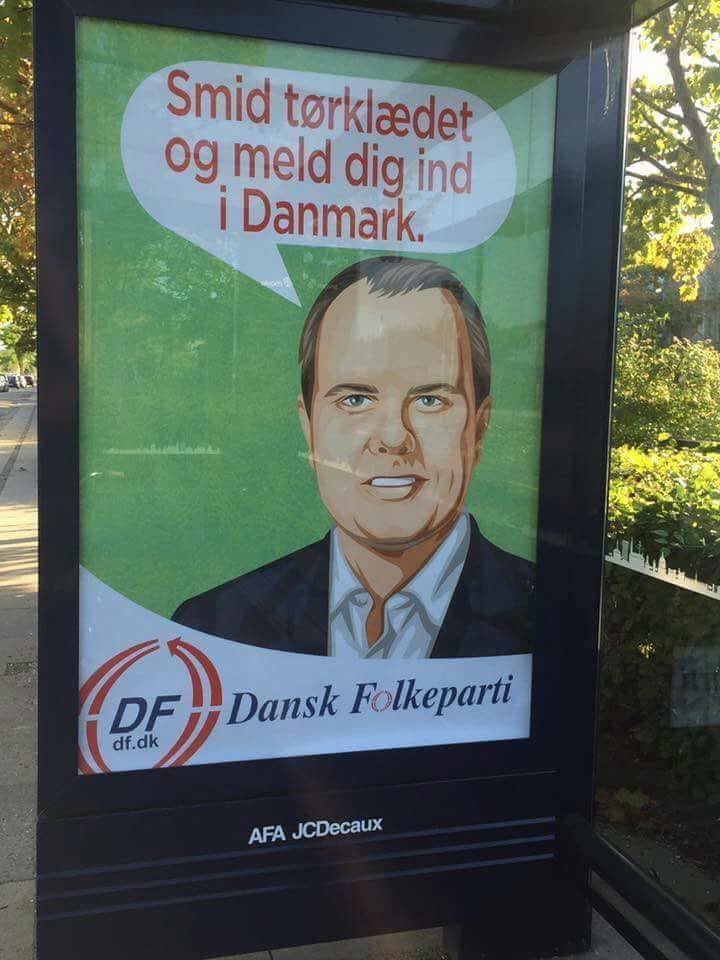 Smid tørklædet
og meld dig ind
i Danmark.
DF
df.dk
Dansk Folkeparti
AFA JCDecaux